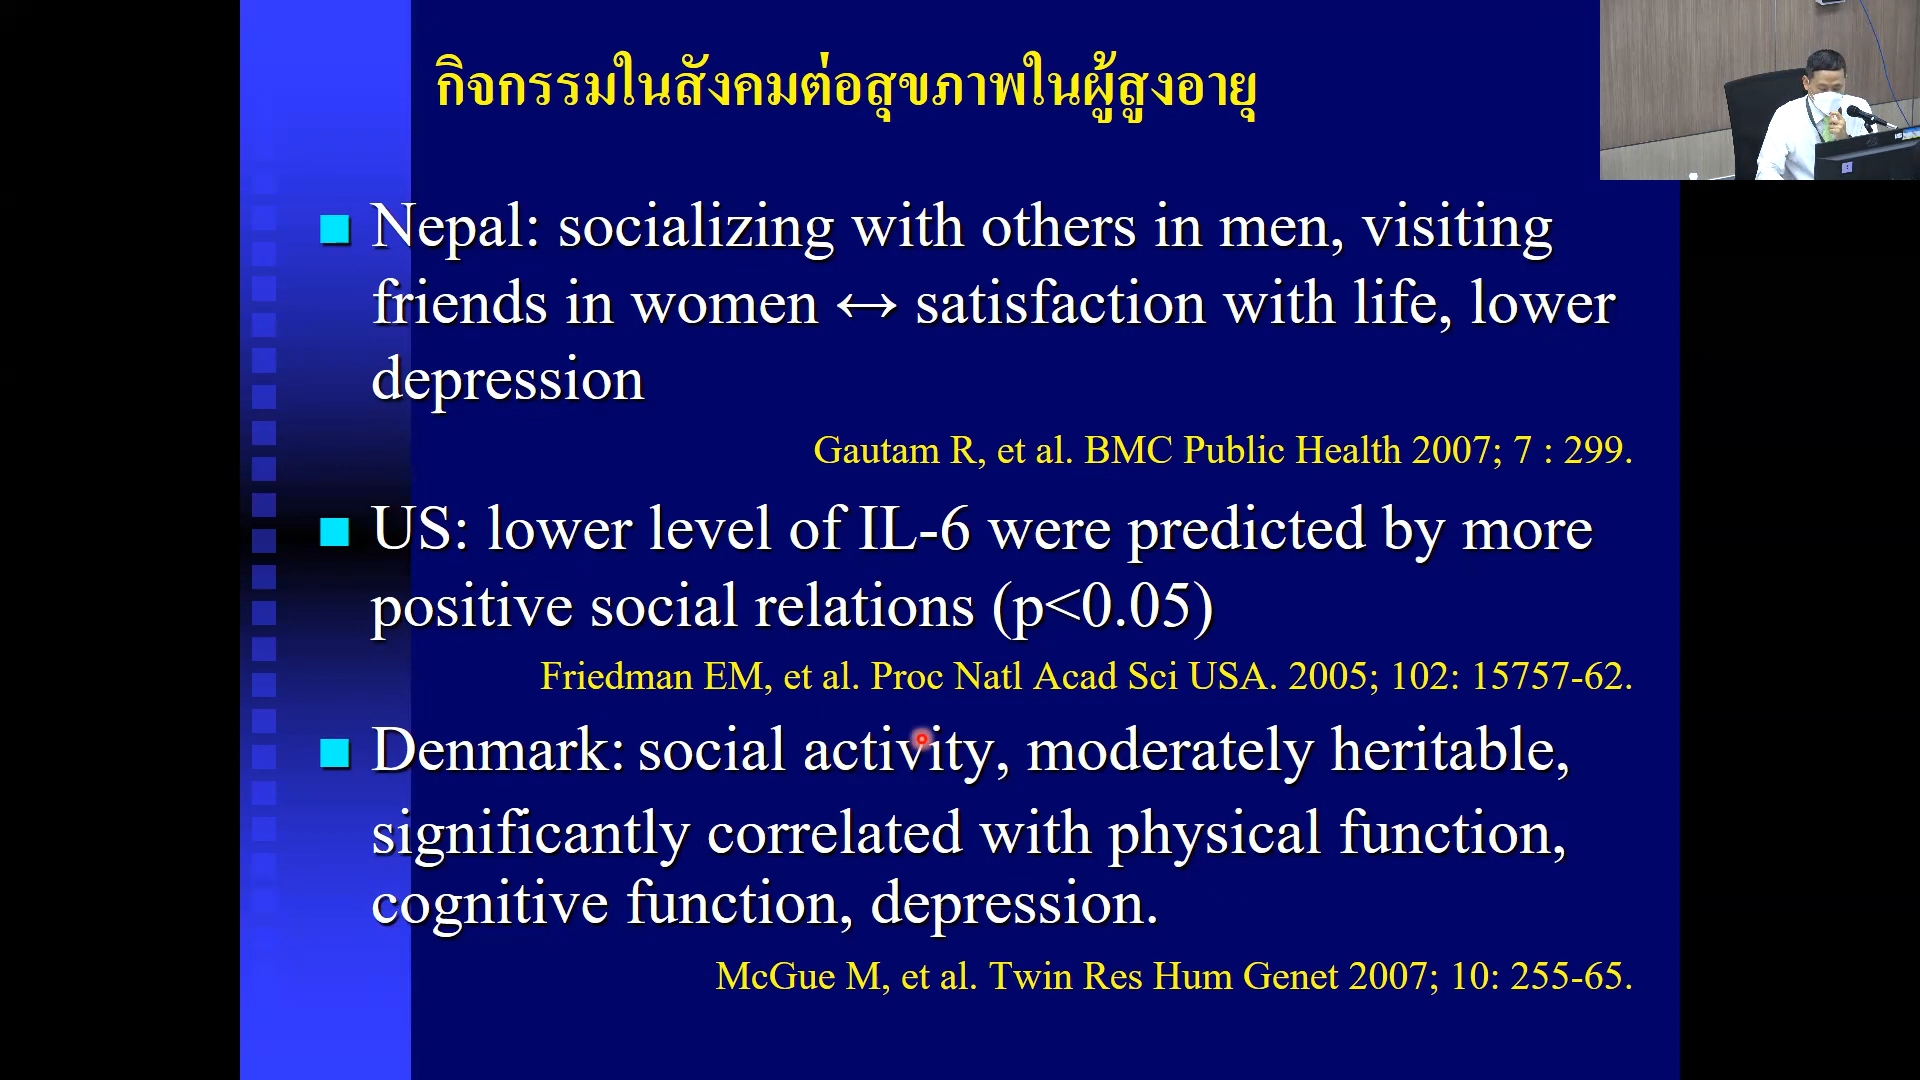 กิจกรรมในสังคมต่อสุขภาพในผู้สูงอายุ
Nepal: socializing with others in men, visiting
friends in women ↔ satisfaction with life, lower
depression
Gautam R, et al. BMC Public Health 2007; 7 : 299.
US: lower level of IL-6 were predicted by more
positive social relations (p<0.05)
Friedman EM, et al. Proc Natl Acad Sci USA. 2005; 102: 15757-62.
Denmark: social activity, moderately heritable,
significantly correlated with physical function,
cognitive function, depression.
McGue M, et al. Twin Res Hum Genet 2007; 10: 255-65.